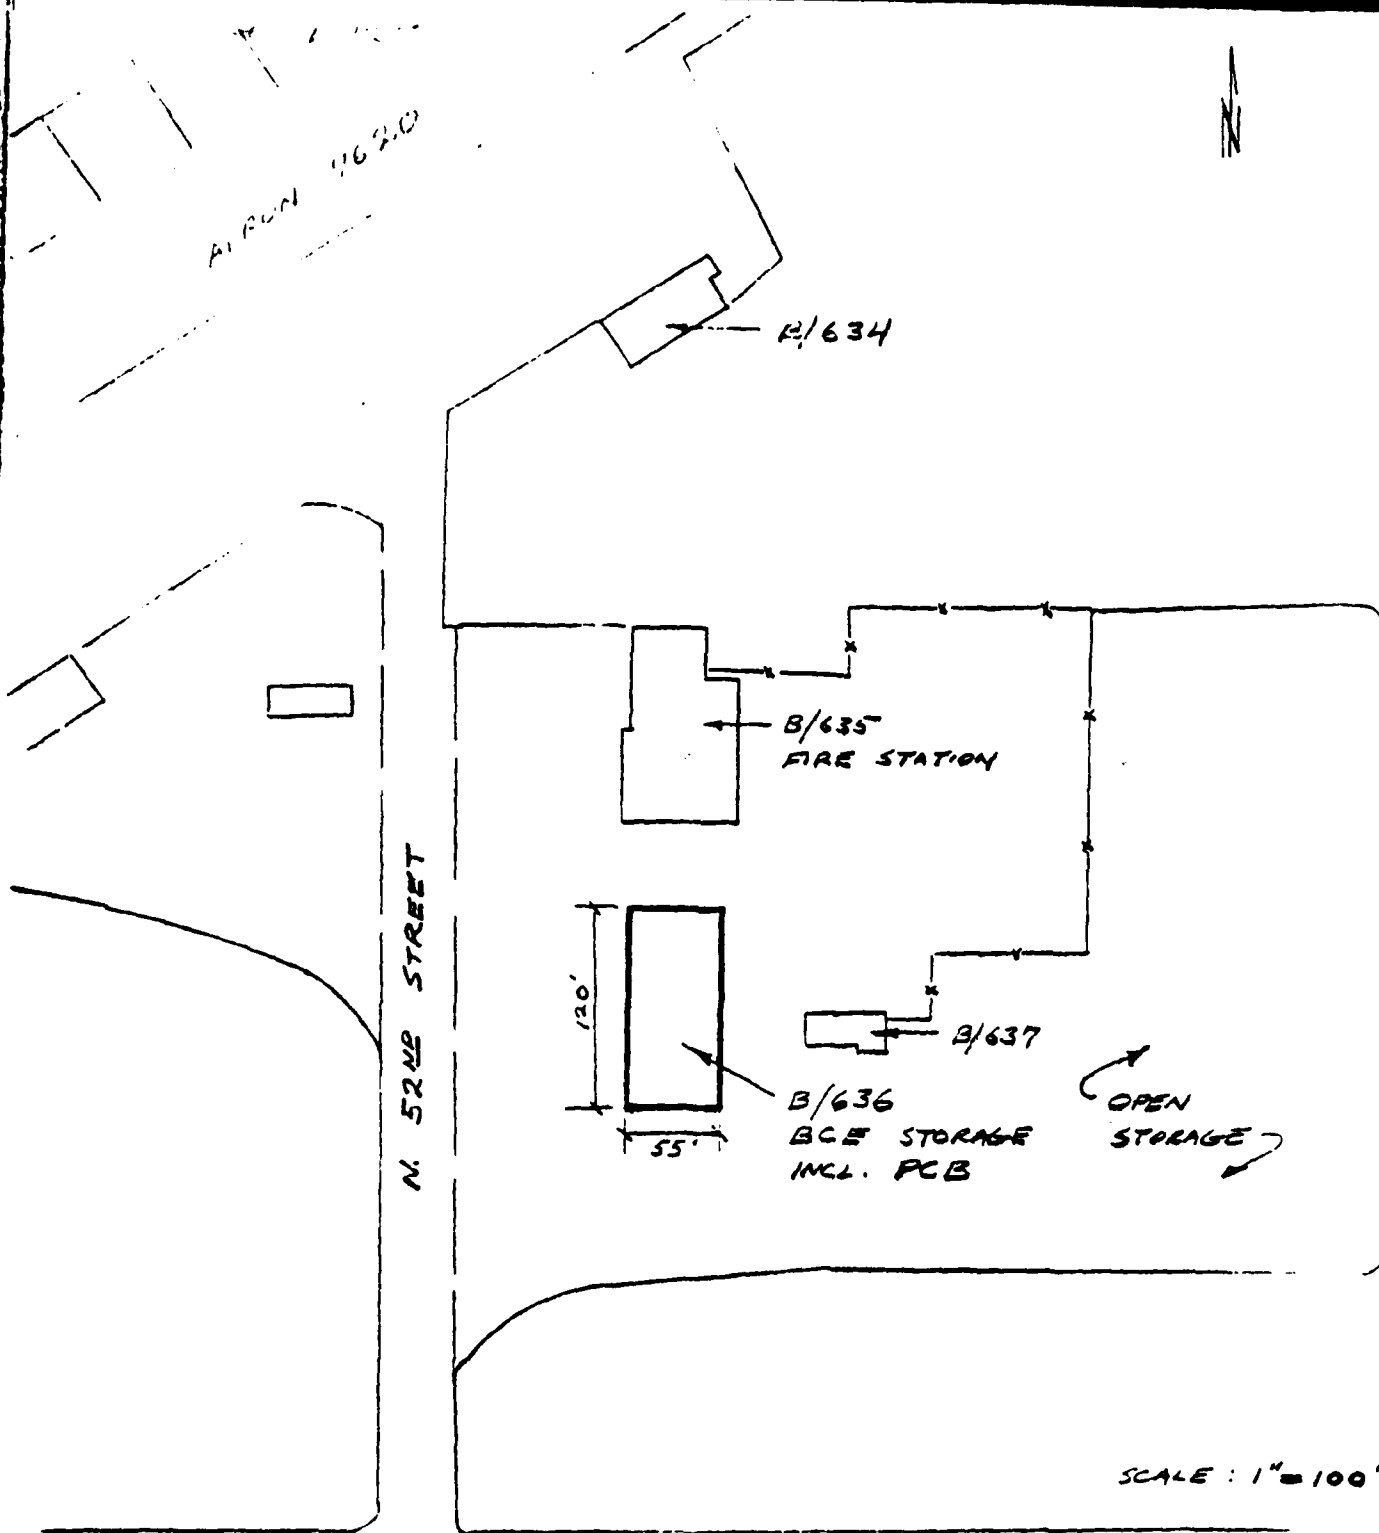 N
B/634
B/635
FIRE STATION
N. 52ND STREET
120'
55'
B/637
B/636
BCE STORAGE
INCL. PCB
OPEN
STORAGE
SCALE : 1"=100'